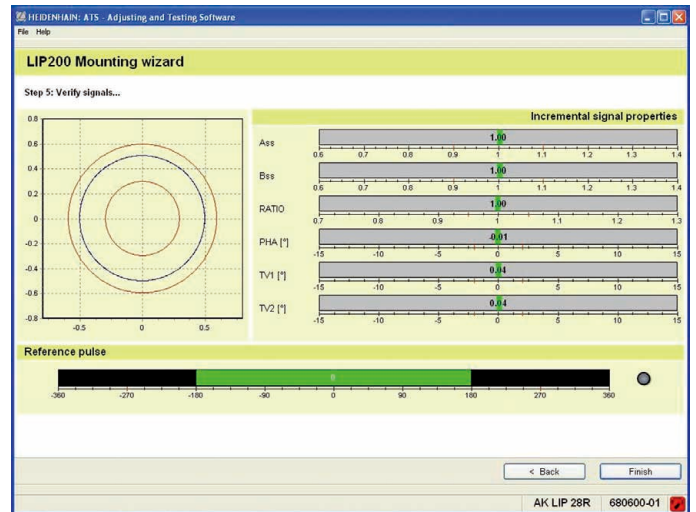 HEIDENHAIN: ATS - Adjusting and Testing Software
File Help
LIP200 Mounting wizard
Step 5: Verify signals...
Incremental signal properties
0.8
0.6
0.4
0.2
0
-0.2
-0.4
-0.6
-0.8
-0.5 0 0.5
Ass 1.00
0.6 0.7 0.8 0.9 1 1.1 1.2 1.3 1.4
Bss 1.00
0.6 0.7 0.8 0.9 1 1.1 1.2 1.3 1.4
RATIO 1.00
0.7 0.8 0.9 1 1.1 1.2 1.3
PHA [°] -0.01
-15 -10 -5 0 5 10 15
TV1 [°] 0.04
-15 -10 -5 0 5 10 15
TV2 [°] 0.04
-15 -10 -5 0 5 10 15
Reference pulse
0
-360 -270 -180 -90 0 90 180 270 360
< Back Finish
AK LIP 28R 680600-01